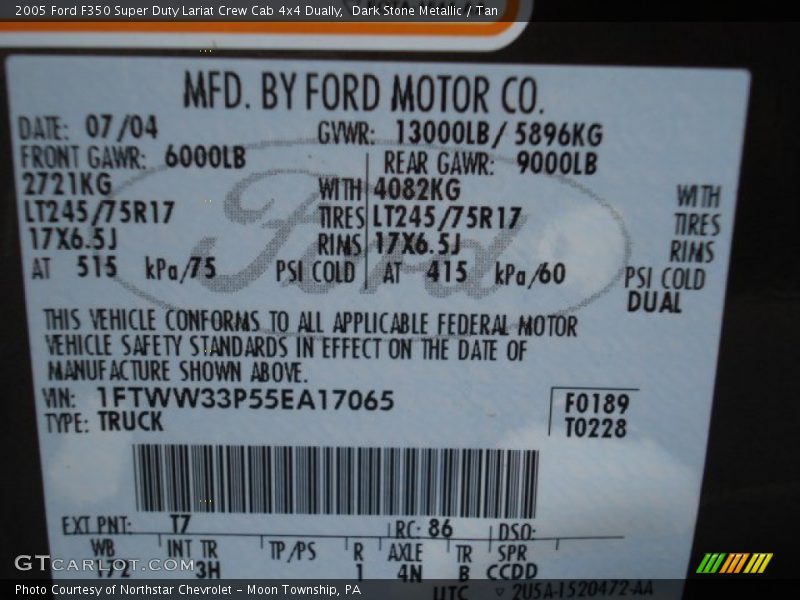 2005 Ford F350 Super Duty Lariat Crew Cab 4x4 Dually, Dark Stone Metallic / Tan
MFD. BY FORD MOTOR CO.
DATE: 07/04 GVWR: 13000LB/ 5896KG
FRONT GAWR: 6000LB REAR GAWR: 9000LB
2721KG WITH 4082KG WITH
LT245/75R17 TIRES LT245/75R17 TIRES
17X6.5J RIMS 17X6.5J RIMS
AT 515 kPa/75 PSI COLD AT 415 kPa/60 PSI COLD
DUAL
Ford
THIS VEHICLE CONFORMS TO ALL APPLICABLE FEDERAL MOTOR
VEHICLE SAFETY STANDARDS IN EFFECT ON THE DATE OF
MANUFACTURE SHOWN ABOVE.
VIN: 1FTWW33P55EA17065
TYPE: TRUCK
F0189
T0228
EXT PNT: T7 RC: 86 DSO:
WB INT TR TP/PS R AXLE TR SPR
172 3H 1 4N B CCDD
GTCARLOT.COM
UTC 2U5A-1520472-AA
Photo Courtesy of Northstar Chevrolet - Moon Township, PA